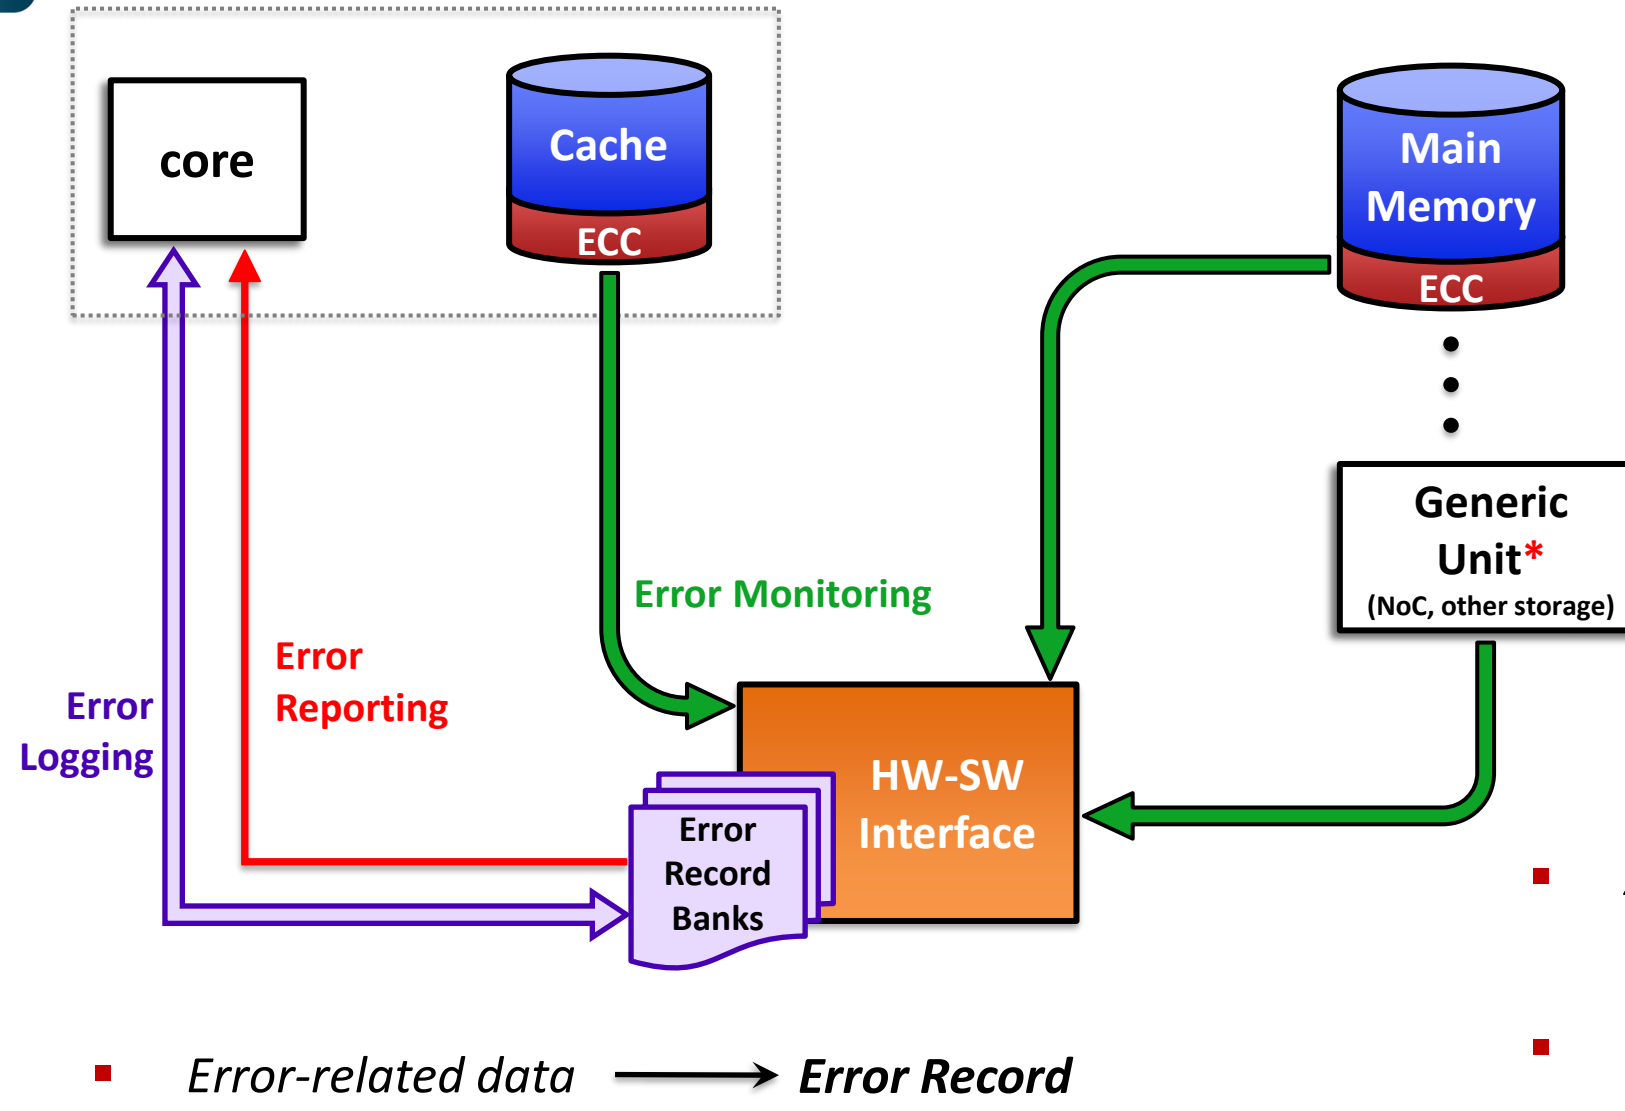 core
Cache
ECC
Main
Memory
ECC
Generic
Unit*
(NoC, other storage)
Error Monitoring
Error
Reporting
Error
Logging
HW-SW
Interface
Error
Record
Banks
Error-related data
Error Record